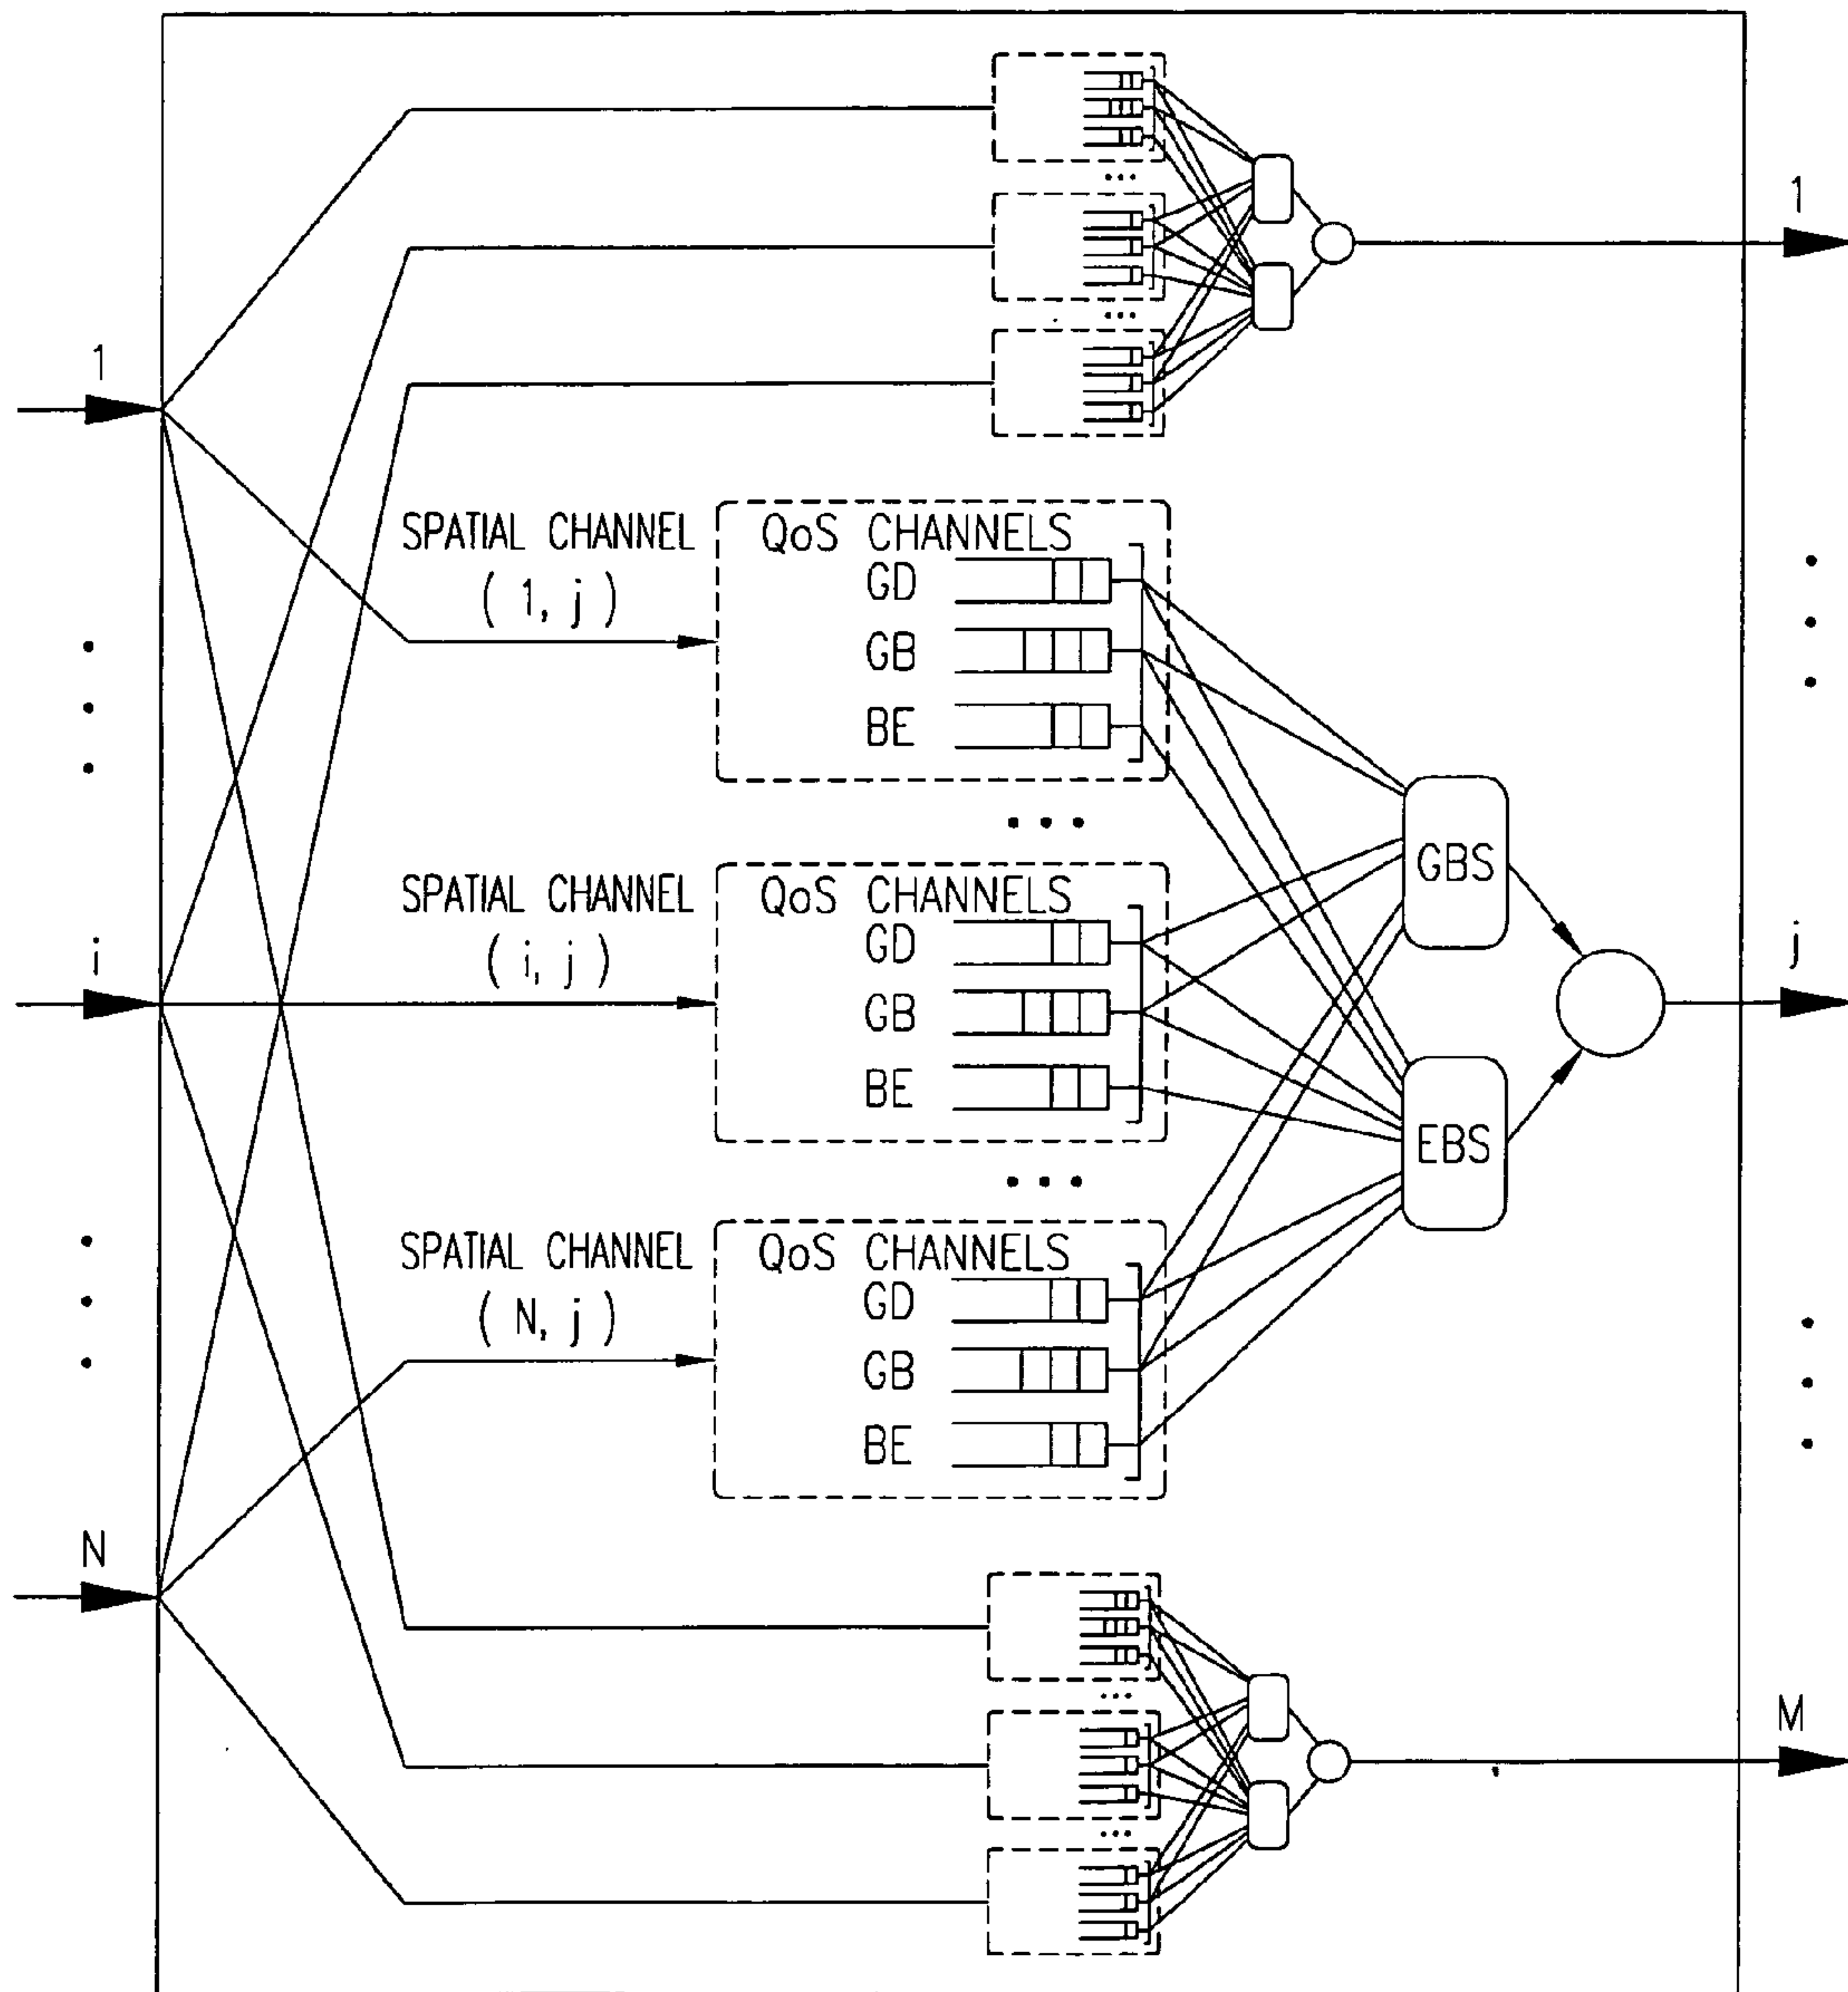 1
1
SPATIAL CHANNEL
( 1, j )
QoS CHANNELS
GD
GB
BE
GBS
i
SPATIAL CHANNEL
( i, j )
QoS CHANNELS
GD
GB
BE
j
EBS
SPATIAL CHANNEL
( N, j )
QoS CHANNELS
GD
GB
BE
N
M